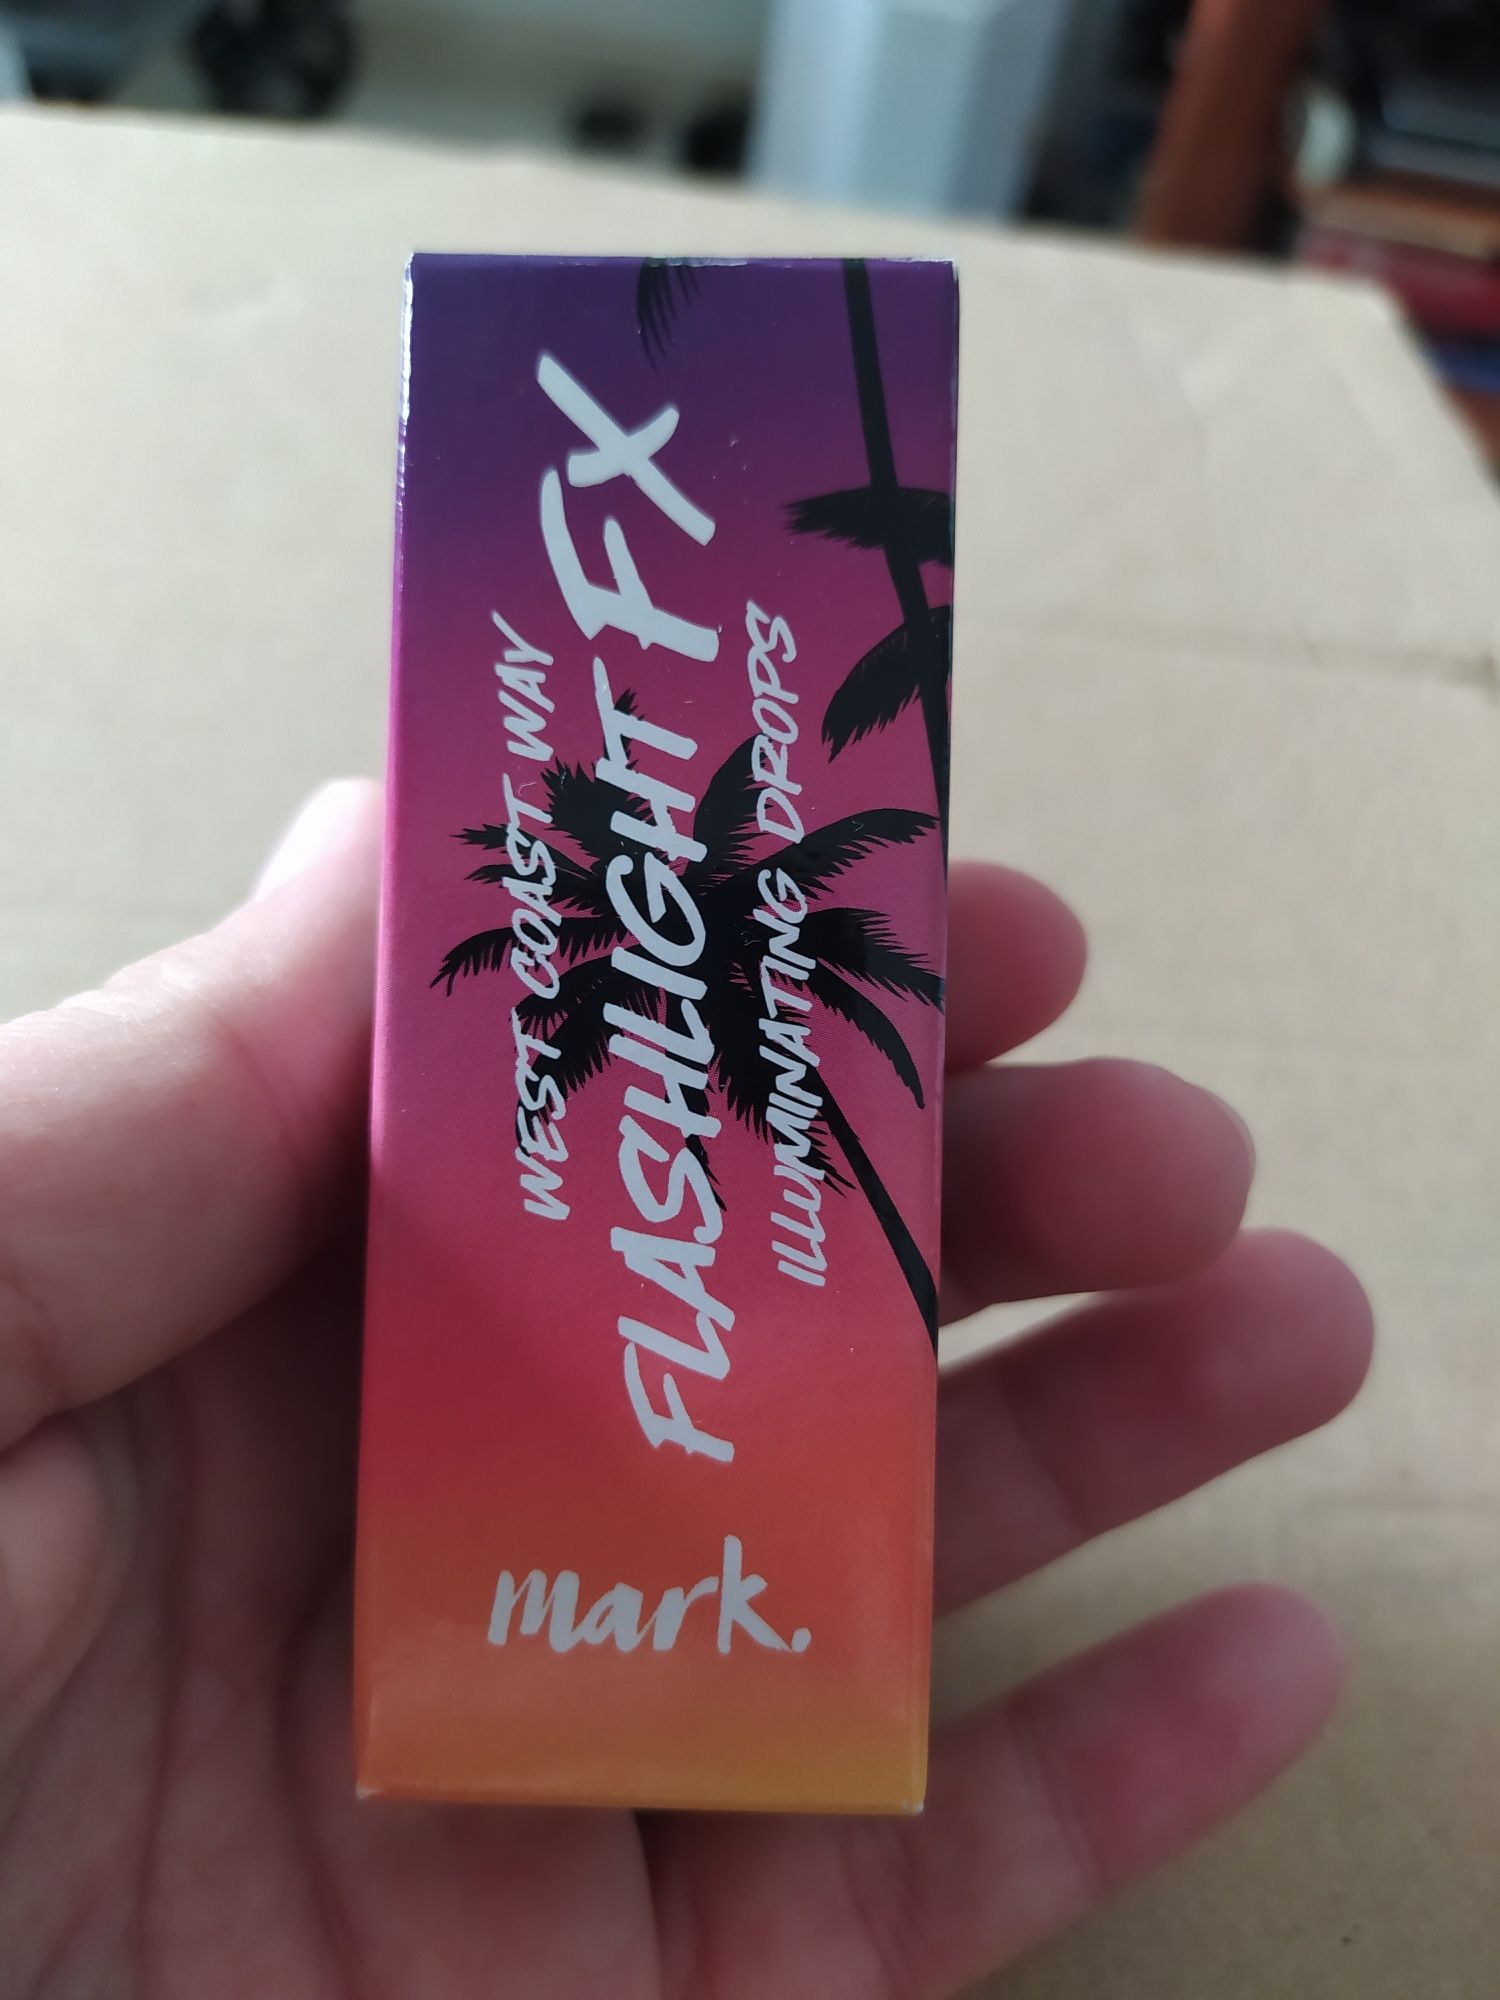 WEST COAST WAY
FLASHLIGHT FX
ILLUMINATING DROPS
mark.